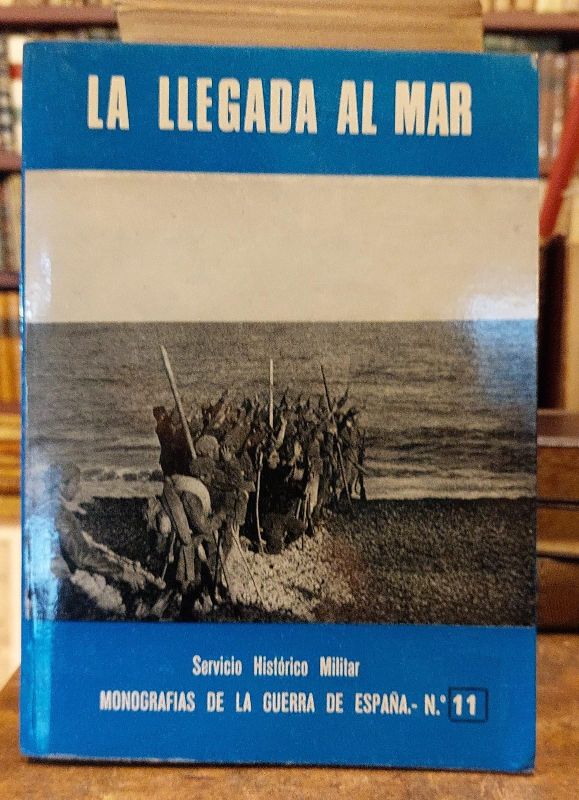 LA LLEGADA AL MAR
Servicio Histórico Militar
MONOGRAFIAS DE LA GUERRA DE ESPAÑA.- N.º 11